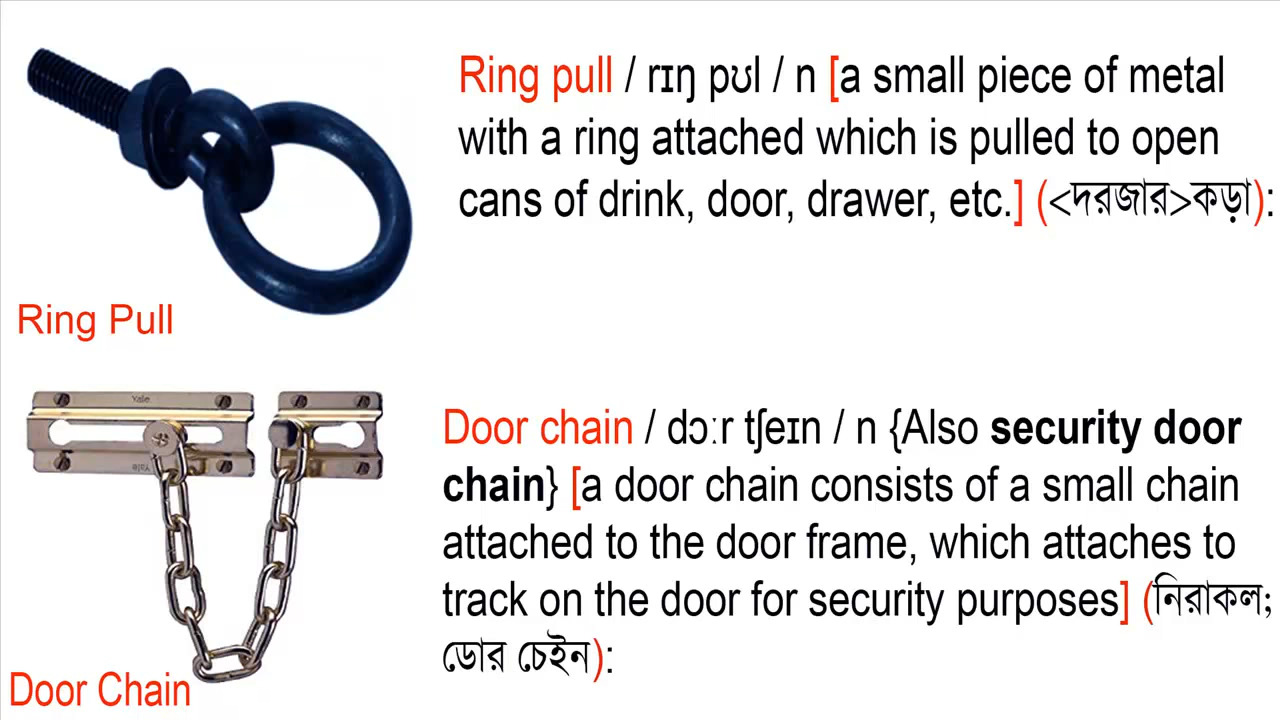 Ring pull / rɪŋ pʊl / n [a small piece of metal
with a ring attached which is pulled to open
cans of drink, door, drawer, etc.] (<দরজার>কড়া):
Ring Pull
Yale
Yale
Door chain / dɔːr tʃeɪn / n {Also security door
chain} [a door chain consists of a small chain
attached to the door frame, which attaches to
track on the door for security purposes] (নিরাকল;
ডোর চেইন):
Door Chain